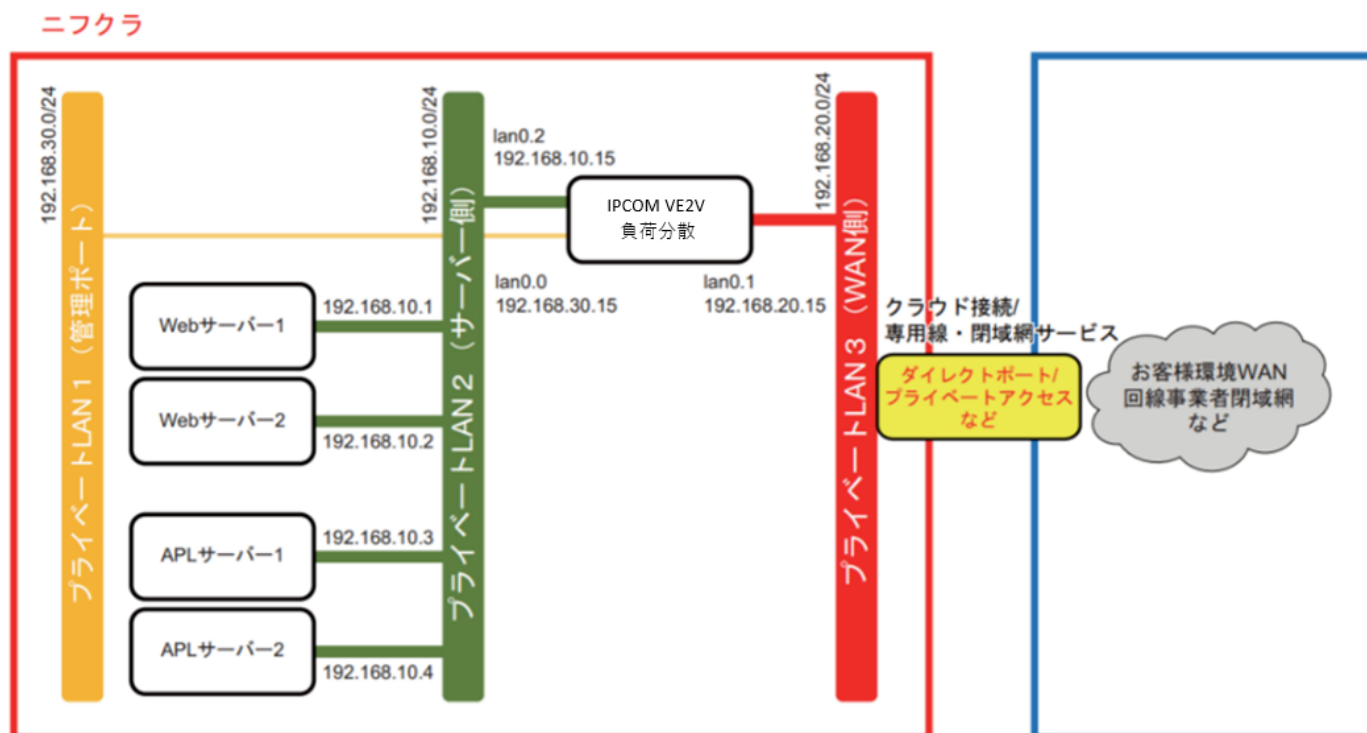 ニフクラ
192.168.30.0/24
プライベートLAN 1 （管理ポート）
192.168.10.0/24
プライベートLAN 2 （サーバー側）
lan0.2
192.168.10.15
IPCOM VE2V
負荷分散
lan0.0
192.168.30.15
lan0.1
192.168.20.15
192.168.20.0/24
プライベートLAN 3 （WAN側）
Webサーバー1
192.168.10.1
Webサーバー2
192.168.10.2
APLサーバー1
192.168.10.3
APLサーバー2
192.168.10.4
クラウド接続/
専用線・閉域網サービス
ダイレクトポート/
プライベートアクセス
など
お客様環境WAN
回線事業者閉域網
など